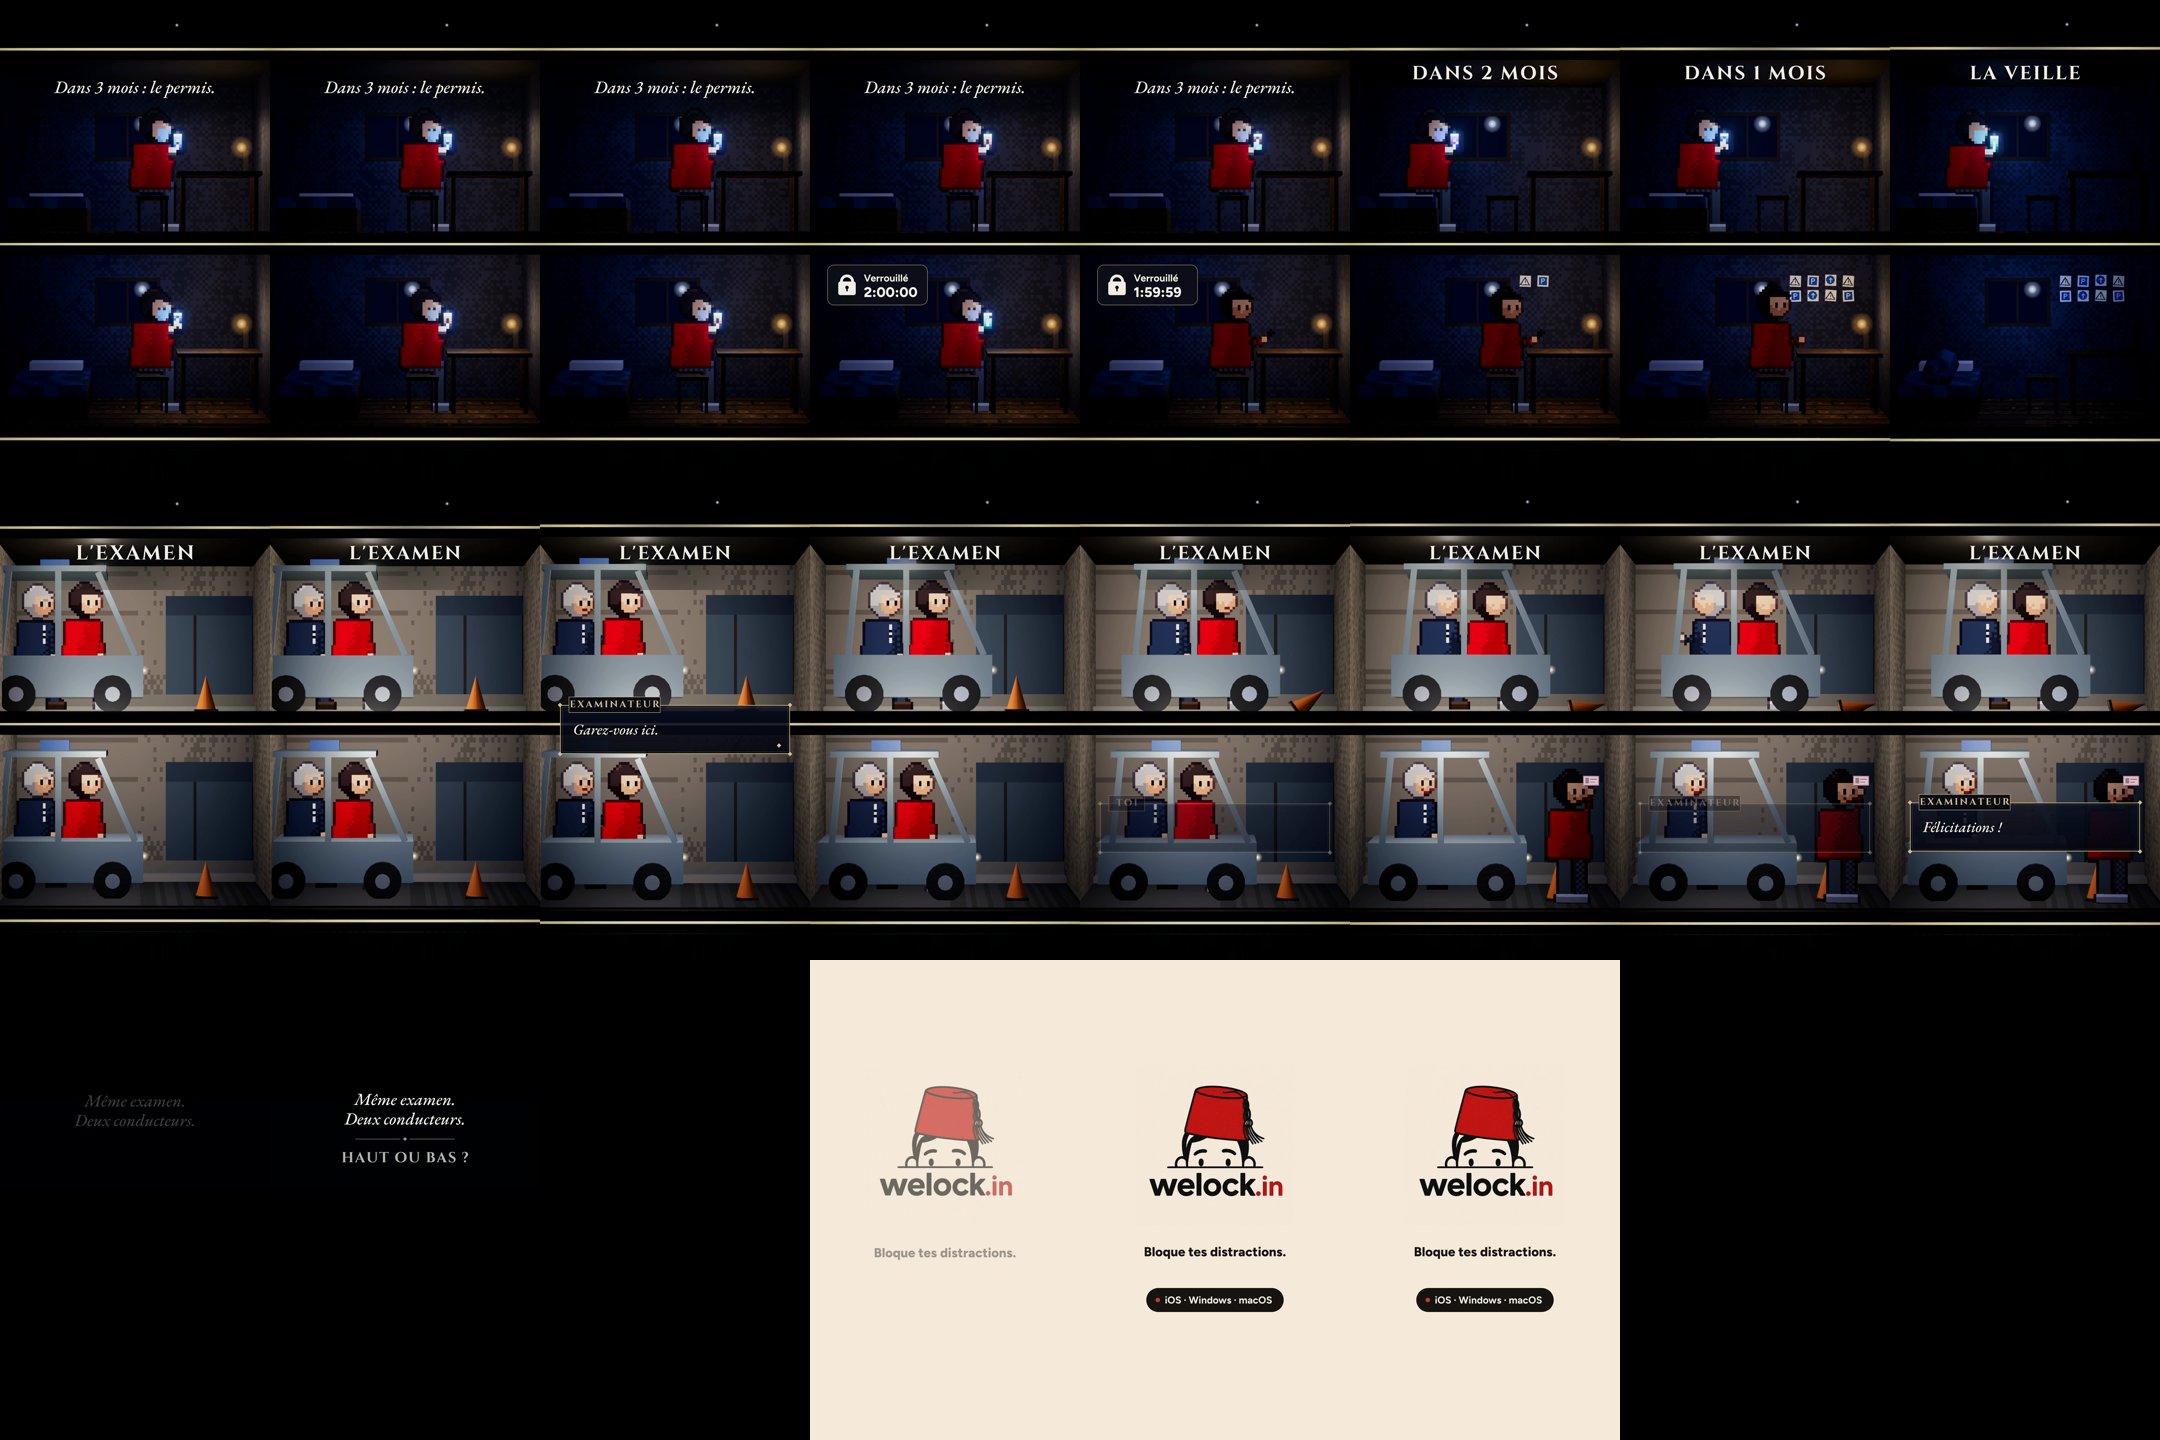 Dans 3 mois : le permis.
Dans 3 mois : le permis.
Dans 3 mois : le permis.
Dans 3 mois : le permis.
Dans 3 mois : le permis.
DANS 2 MOIS
DANS 1 MOIS
LA VEILLE
Verrouillé
2:00:00
Verrouillé
1:59:59
L'EXAMEN
L'EXAMEN
L'EXAMEN
L'EXAMEN
L'EXAMEN
L'EXAMEN
L'EXAMEN
L'EXAMEN
EXAMINATEUR
Garez-vous ici.
TOI
EXAMINATEUR
EXAMINATEUR
Félicitations !
Même examen.
Deux conducteurs.
Même examen.
Deux conducteurs.
HAUT OU BAS ?
welock.in
Bloque tes distractions.
welock.in
Bloque tes distractions.
iOS · Windows · macOS
welock.in
Bloque tes distractions.
iOS · Windows · macOS